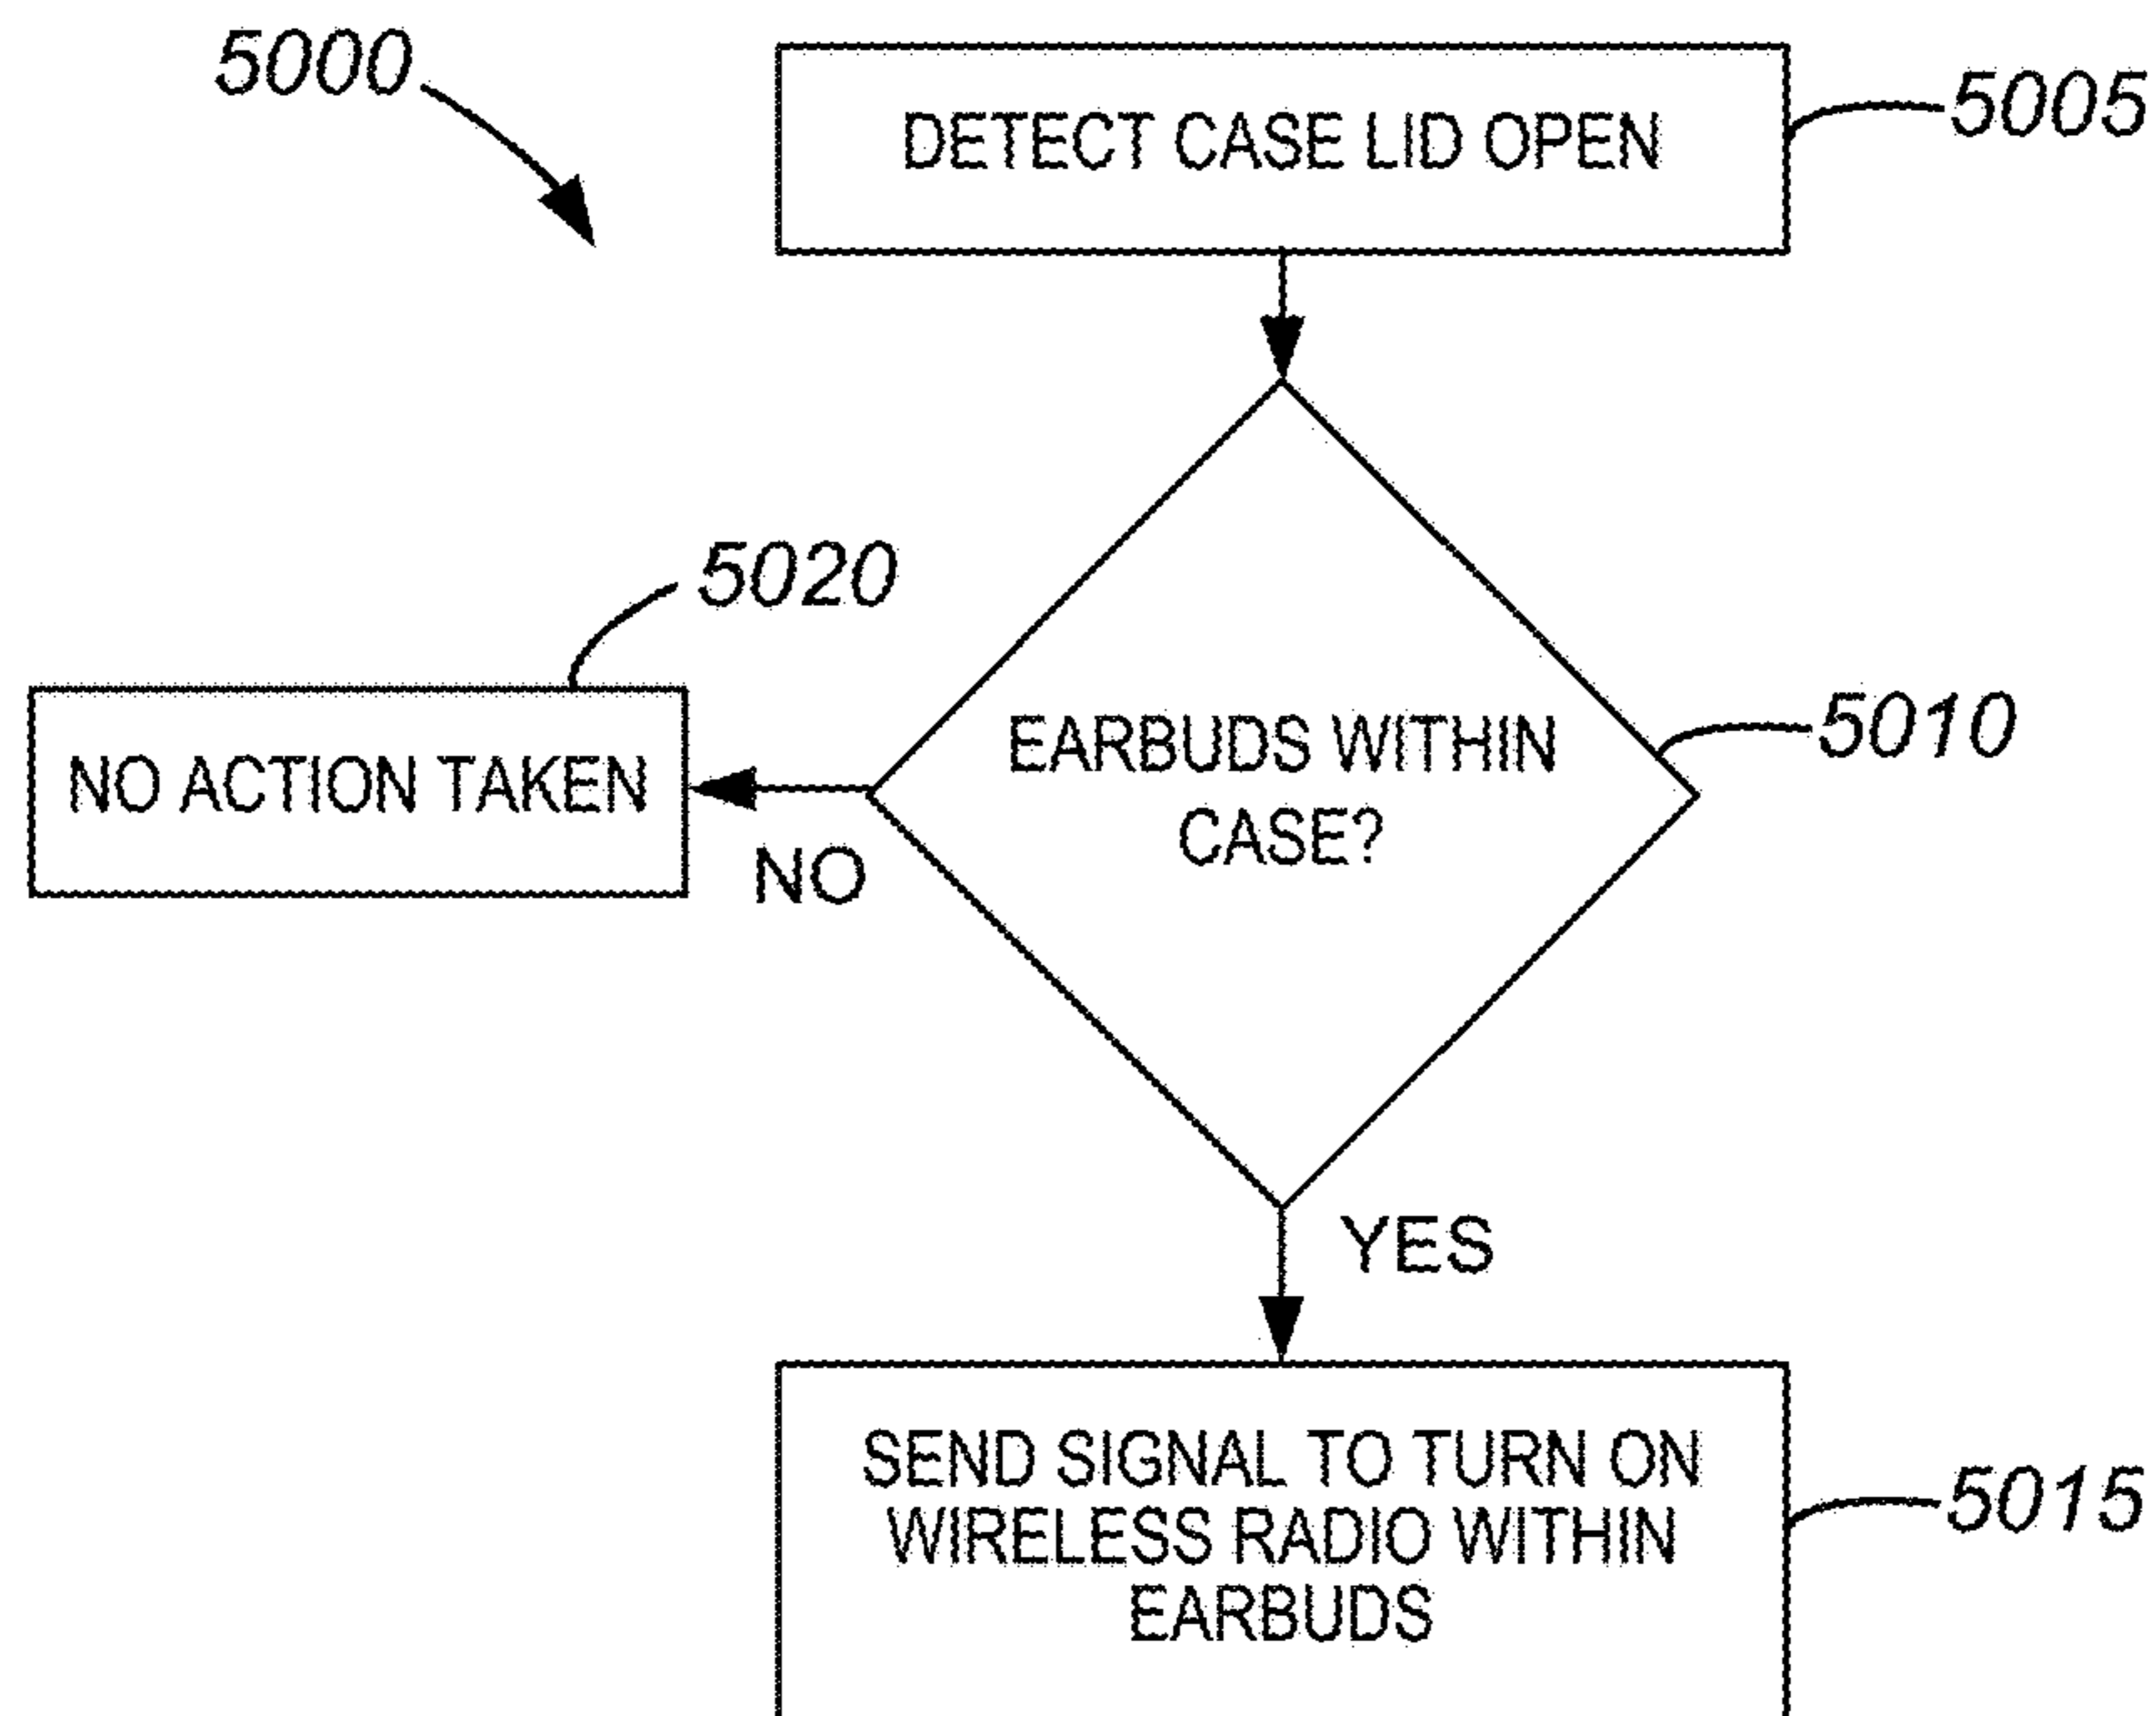 5000
DETECT CASE LID OPEN
5005
5020
NO ACTION TAKEN
NO
EARBUDS WITHIN
CASE?
5010
YES
SEND SIGNAL TO TURN ON
WIRELESS RADIO WITHIN
EARBUDS
5015